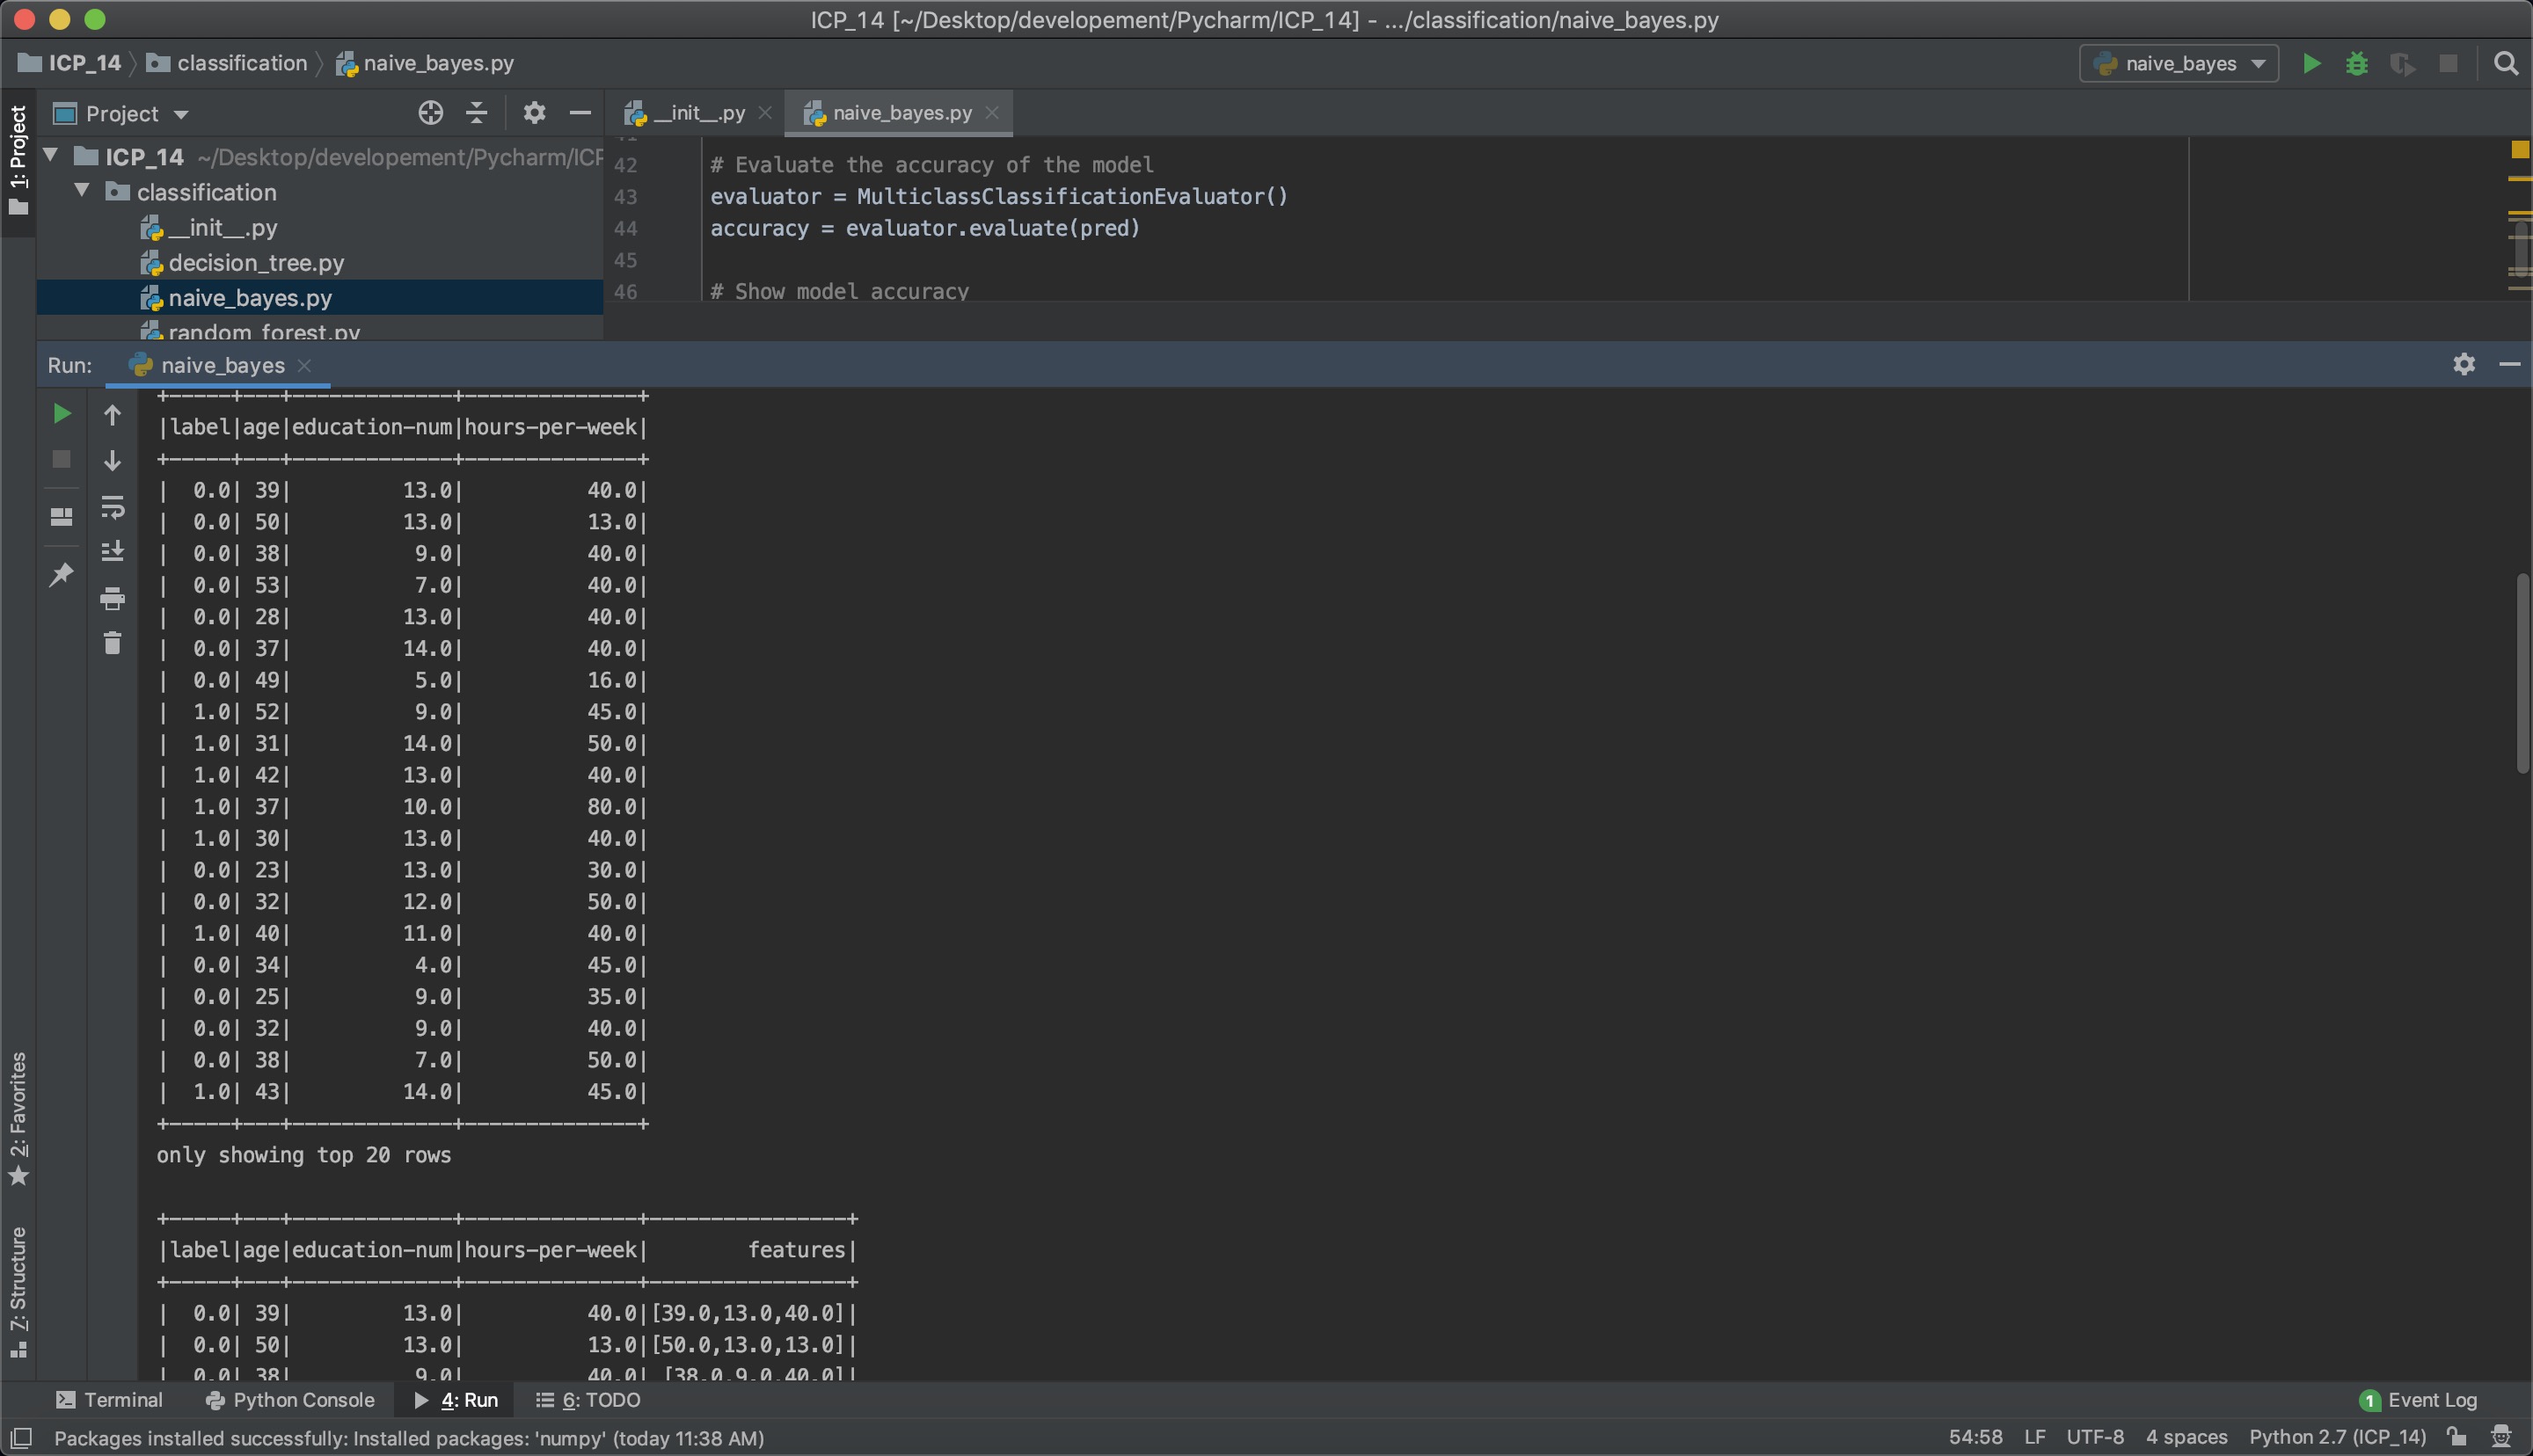 ICP_14 [~/Desktop/developement/Pycharm/ICP_14] - .../classification/naive_bayes.py
ICP_14 classification naive_bayes.py naive_bayes
1: Project
Project
__init__.py naive_bayes.py
ICP_14 ~/Desktop/developement/Pycharm/ICP
classification
__init__.py
decision_tree.py
naive_bayes.py
random_forest.py
42 # Evaluate the accuracy of the model
43 evaluator = MulticlassClassificationEvaluator()
44 accuracy = evaluator.evaluate(pred)
45
46 # Show model accuracy
Run: naive_bayes
+-----+---+-------------+--------------+
|label|age|education-num|hours-per-week|
+-----+---+-------------+--------------+
|  0.0| 39|         13.0|          40.0|
|  0.0| 50|         13.0|          13.0|
|  0.0| 38|          9.0|          40.0|
|  0.0| 53|          7.0|          40.0|
|  0.0| 28|         13.0|          40.0|
|  0.0| 37|         14.0|          40.0|
|  0.0| 49|          5.0|          16.0|
|  1.0| 52|          9.0|          45.0|
|  1.0| 31|         14.0|          50.0|
|  1.0| 42|         13.0|          40.0|
|  1.0| 37|         10.0|          80.0|
|  1.0| 30|         13.0|          40.0|
|  0.0| 23|         13.0|          30.0|
|  0.0| 32|         12.0|          50.0|
|  1.0| 40|         11.0|          40.0|
|  0.0| 34|          4.0|          45.0|
|  0.0| 25|          9.0|          35.0|
|  0.0| 32|          9.0|          40.0|
|  0.0| 38|          7.0|          50.0|
|  1.0| 43|         14.0|          45.0|
+-----+---+-------------+--------------+
only showing top 20 rows
+-----+---+-------------+--------------+----------------+
|label|age|education-num|hours-per-week|        features|
+-----+---+-------------+--------------+----------------+
|  0.0| 39|         13.0|          40.0|[39.0,13.0,40.0]|
|  0.0| 50|         13.0|          13.0|[50.0,13.0,13.0]|
|  0.0| 38|          9.0|          40.0| [38.0,9.0,40.0]|
2: Favorites
7: Structure
Terminal Python Console 4: Run 6: TODO 1 Event Log
Packages installed successfully: Installed packages: 'numpy' (today 11:38 AM) 54:58 LF UTF-8 4 spaces Python 2.7 (ICP_14)